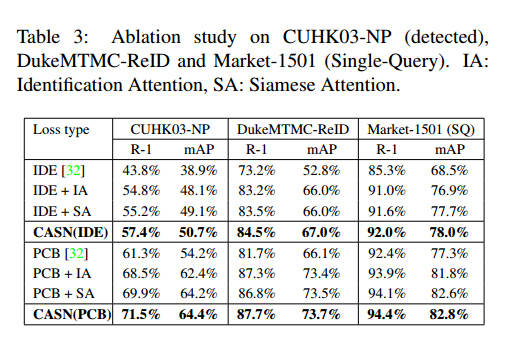 Table 3: Ablation study on CUHK03-NP (detected),
DukeMTMC-ReID and Market-1501 (Single-Query). IA:
Identification Attention, SA: Siamese Attention.
Loss type CUHK03-NP DukeMTMC-ReID Market-1501 (SQ)
R-1 mAP R-1 mAP R-1 mAP
IDE [32] 43.8% 38.9% 73.2% 52.8% 85.3% 68.5%
IDE + IA 54.8% 48.1% 83.2% 66.0% 91.0% 76.9%
IDE + SA 55.2% 49.1% 83.5% 66.0% 91.6% 77.7%
CASN(IDE) 57.4% 50.7% 84.5% 67.0% 92.0% 78.0%
PCB [32] 61.3% 54.2% 81.7% 66.1% 92.4% 77.3%
PCB + IA 68.5% 62.4% 87.3% 73.4% 93.9% 81.8%
PCB + SA 69.9% 64.2% 86.8% 73.5% 94.1% 82.6%
CASN(PCB) 71.5% 64.4% 87.7% 73.7% 94.4% 82.8%